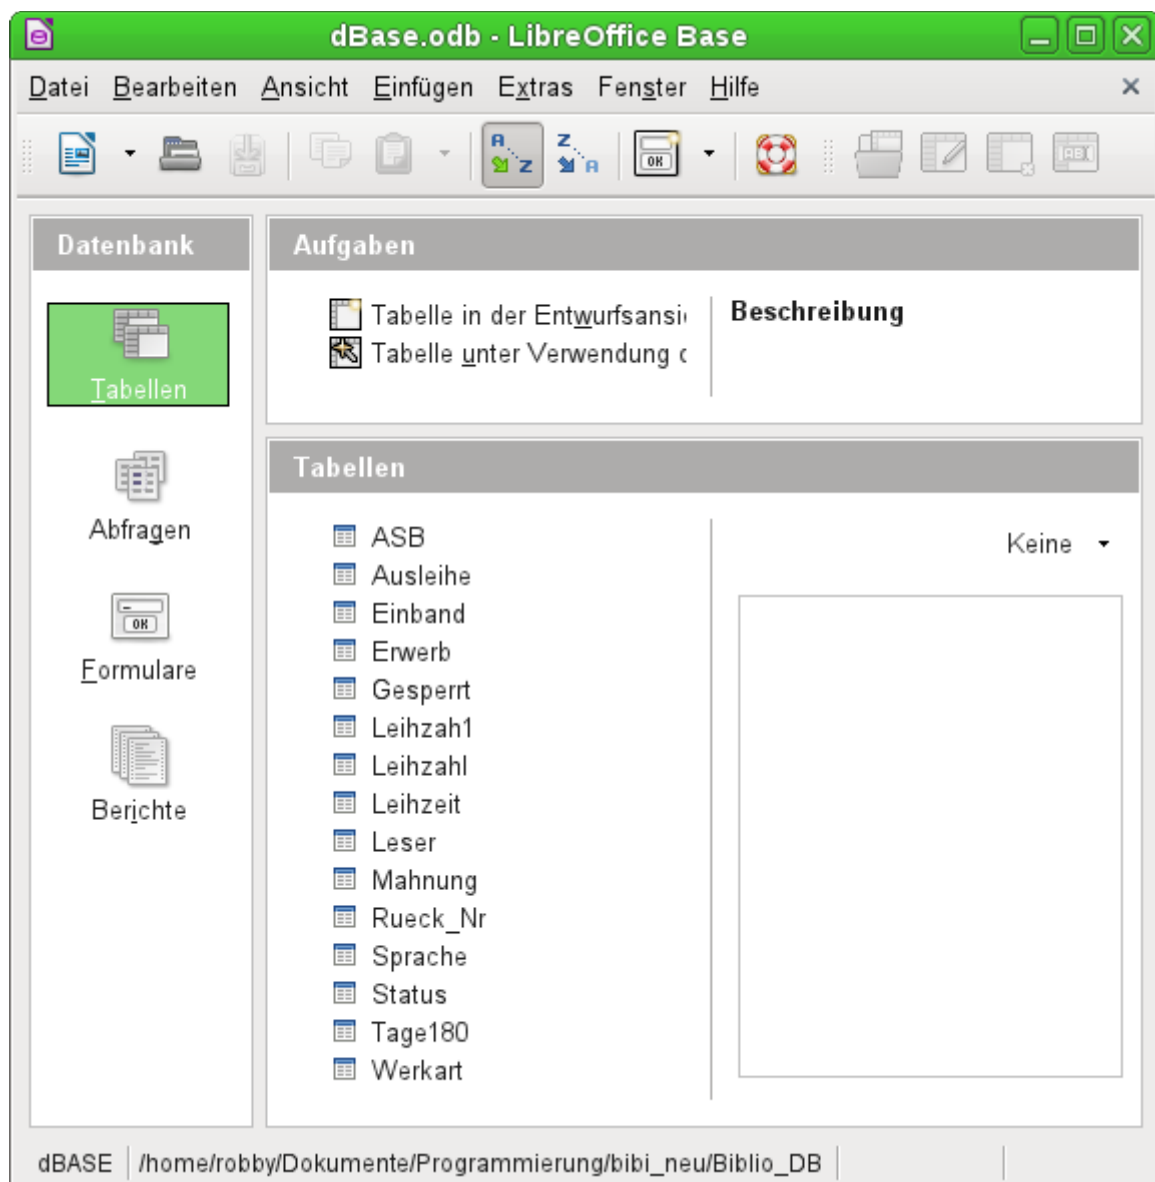 dBase.odb - LibreOffice Base
Datei Bearbeiten Ansicht Einfügen Extras Fenster Hilfe
Datenbank
Tabellen
Abfragen
Formulare
Berichte
Aufgaben
Tabelle in der Entwurfsansi
Tabelle unter Verwendung
Beschreibung
Tabellen
ASB
Ausleihe
Einband
Erwerb
Gesperrt
Leihzah1
Leihzahl
Leihzeit
Leser
Mahnung
Rueck_Nr
Sprache
Status
Tage180
Werkart
Keine
dBASE /home/robby/Dokumente/Programmierung/bibi_neu/Biblio_DB